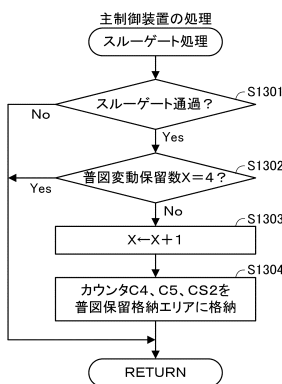 主制御装置の処理
スルーゲート処理
S1301
スルーゲート通過？
No
Yes
S1302
普図変動保留数X＝4？
Yes
No
S1303
X←X＋1
S1304
カウンタC4、C5、CS2を
普図保留格納エリアに格納
RETURN